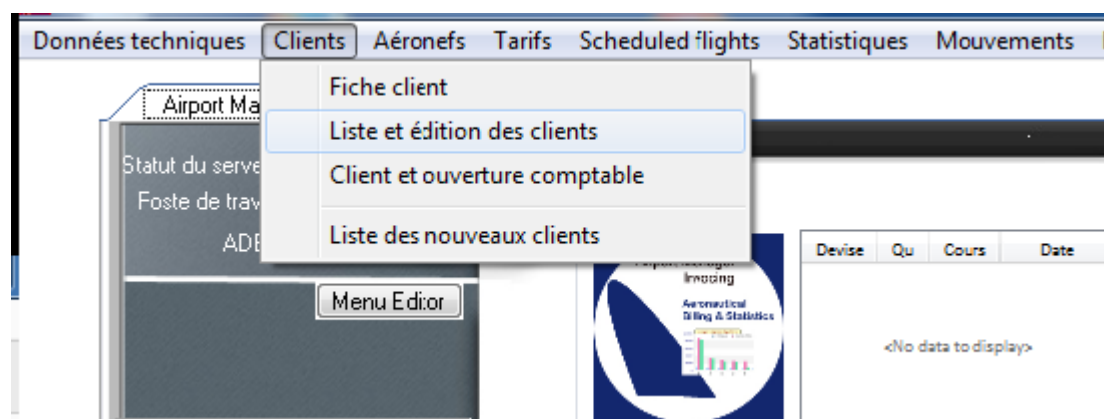 Données techniques Clients Aéronefs Tarifs Scheduled flights Statistiques Mouvements
Fiche client
Liste et édition des clients
Client et ouverture comptable
Liste des nouveaux clients
Airport Ma
Statut du serve
Foste de trav
ADE
Menu Editor
Invocing
Aeronautical
Billing & Statistics
Devise Qu Cours Date
<No data to display>